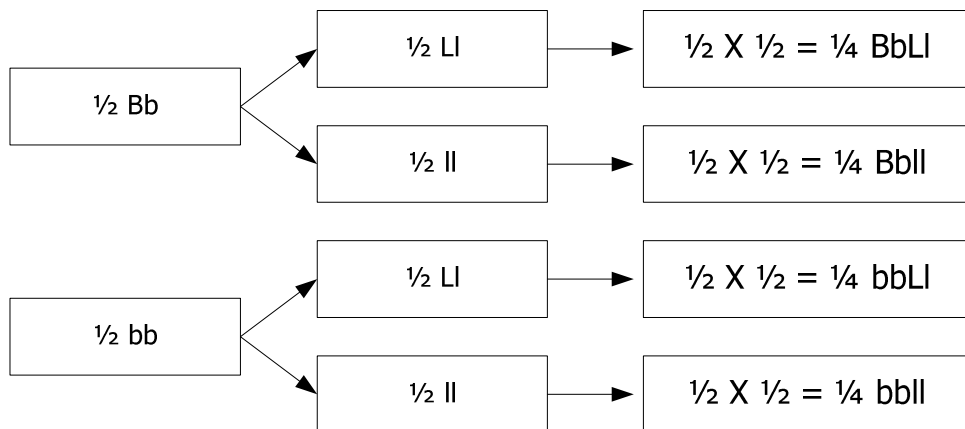 ½ Bb
½ Ll
½ X ½ = ¼ BbLl
½ ll
½ X ½ = ¼ Bbll
½ bb
½ Ll
½ X ½ = ¼ bbLl
½ ll
½ X ½ = ¼ bbll